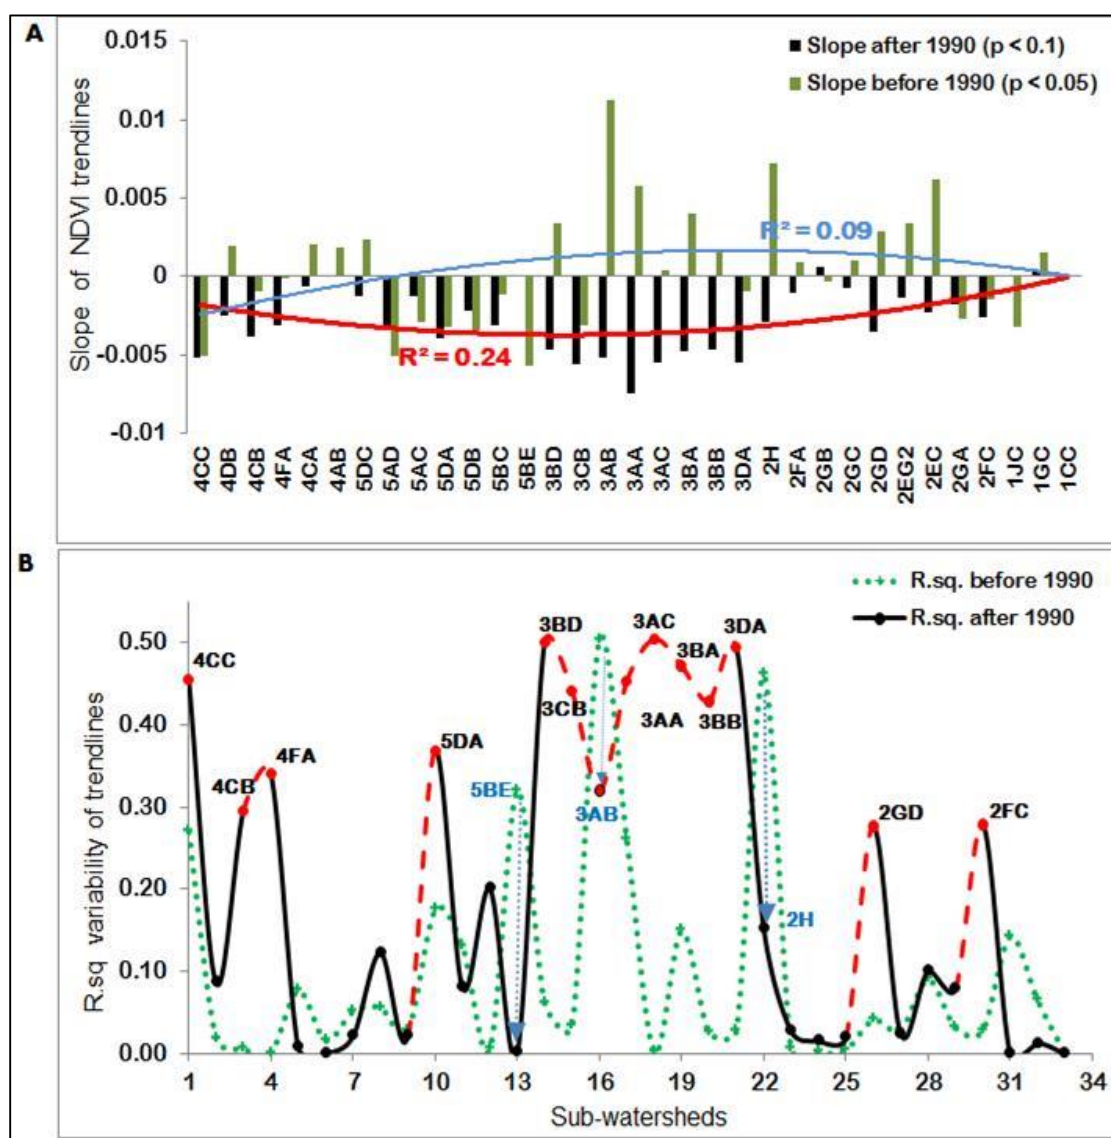 A
0.015
0.01
0.005
0
-0.005
-0.01
Slope of NDVI trendlines
Slope after 1990 (p < 0.1)
Slope before 1990 (p < 0.05)
R² = 0.09
R² = 0.24
4CC
4DB
4CB
4FA
4CA
4AB
5DC
5AD
5AC
5DA
5DB
5BC
5BE
3BD
3CB
3AB
3AA
3AC
3BA
3BB
3DA
2H
2FA
2GB
2GC
2GD
2EG2
2EC
2GA
2FC
1JC
1GC
1CC
B
R.sq. before 1990
R.sq. after 1990
R.sq variability of trendlines
0.50
0.40
0.30
0.20
0.10
0.00
4CC
4CB
4FA
5DA
5BE
3BD
3CB
3AB
3AC
3AA
3BA
3BB
3DA
2H
2GD
2FC
1 4 7 10 13 16 19 22 25 28 31 34
Sub-watersheds